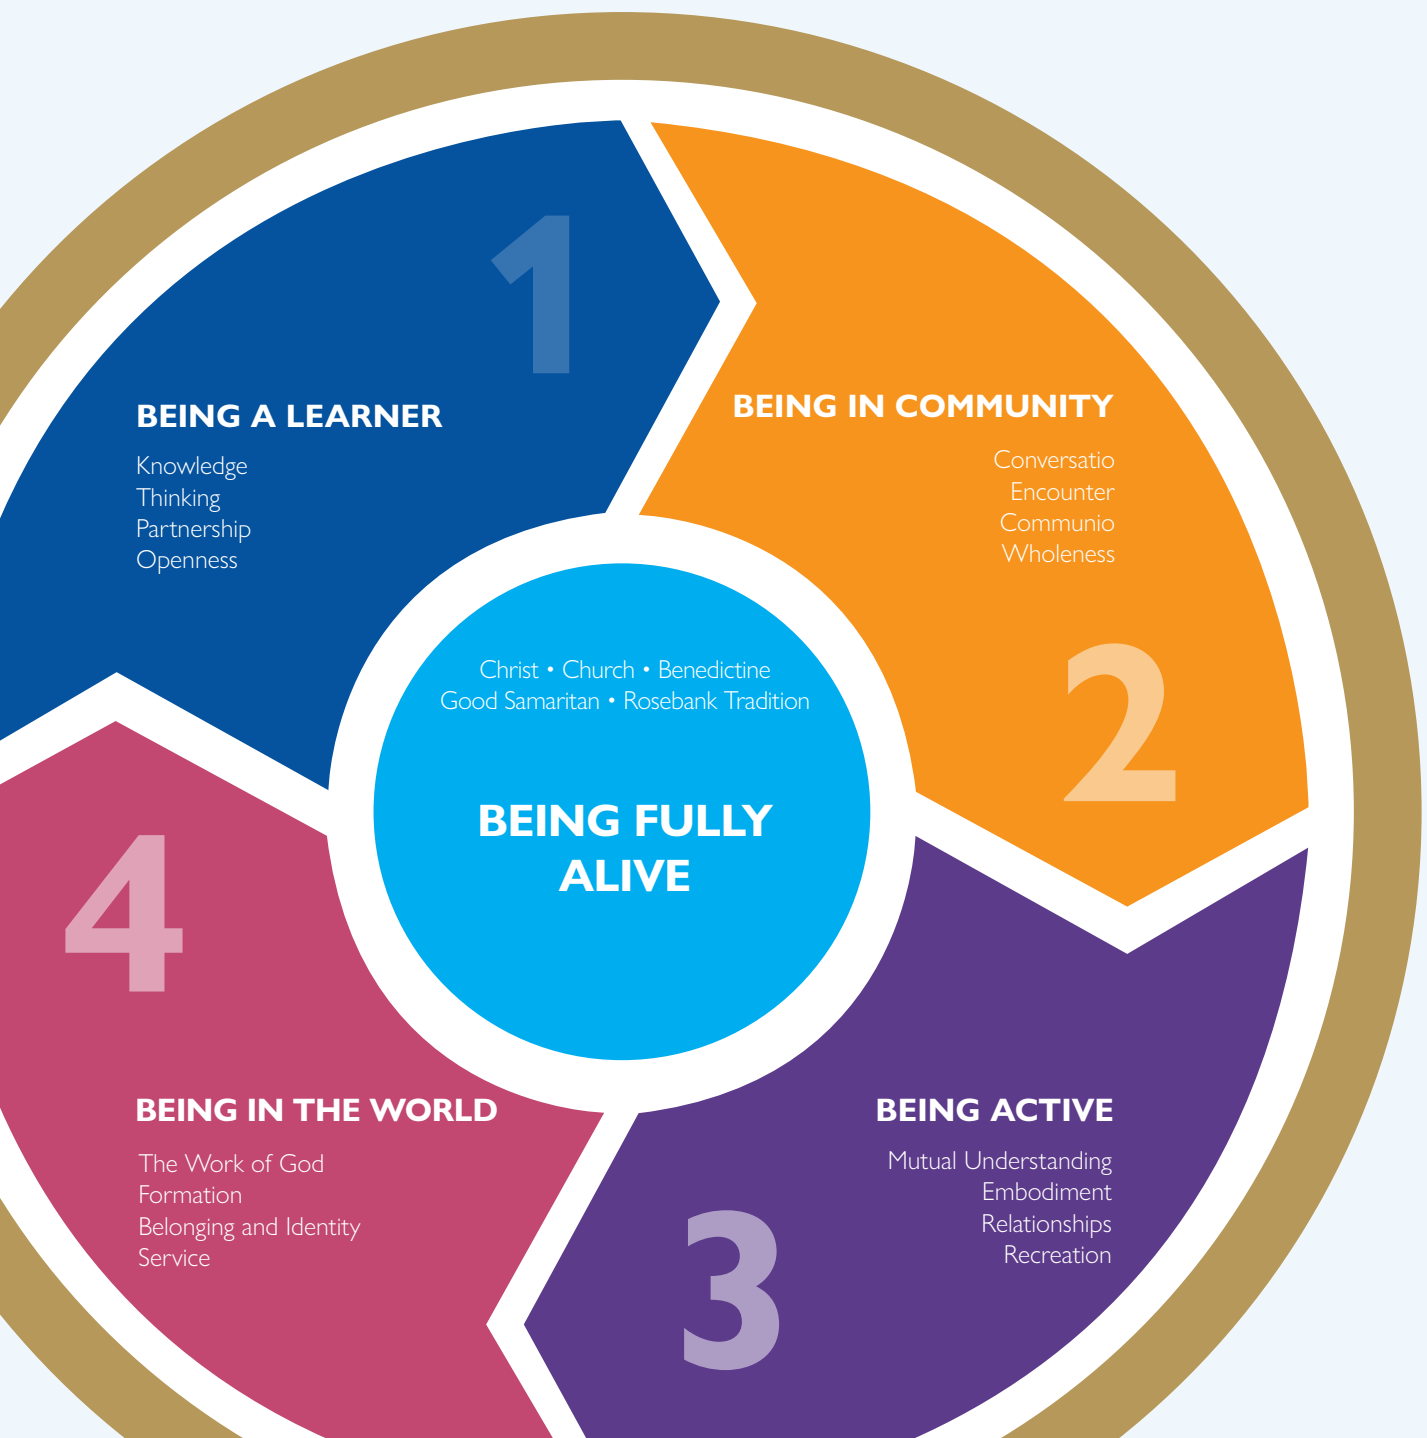 1
BEING A LEARNER
Knowledge
Thinking
Partnership
Openness
BEING IN COMMUNITY
Conversatio
Encounter
Communio
Wholeness
2
Christ • Church • Benedictine
Good Samaritan • Rosebank Tradition
BEING FULLY
ALIVE
BEING ACTIVE
Mutual Understanding
Embodiment
Relationships
Recreation
3
4
BEING IN THE WORLD
The Work of God
Formation
Belonging and Identity
Service